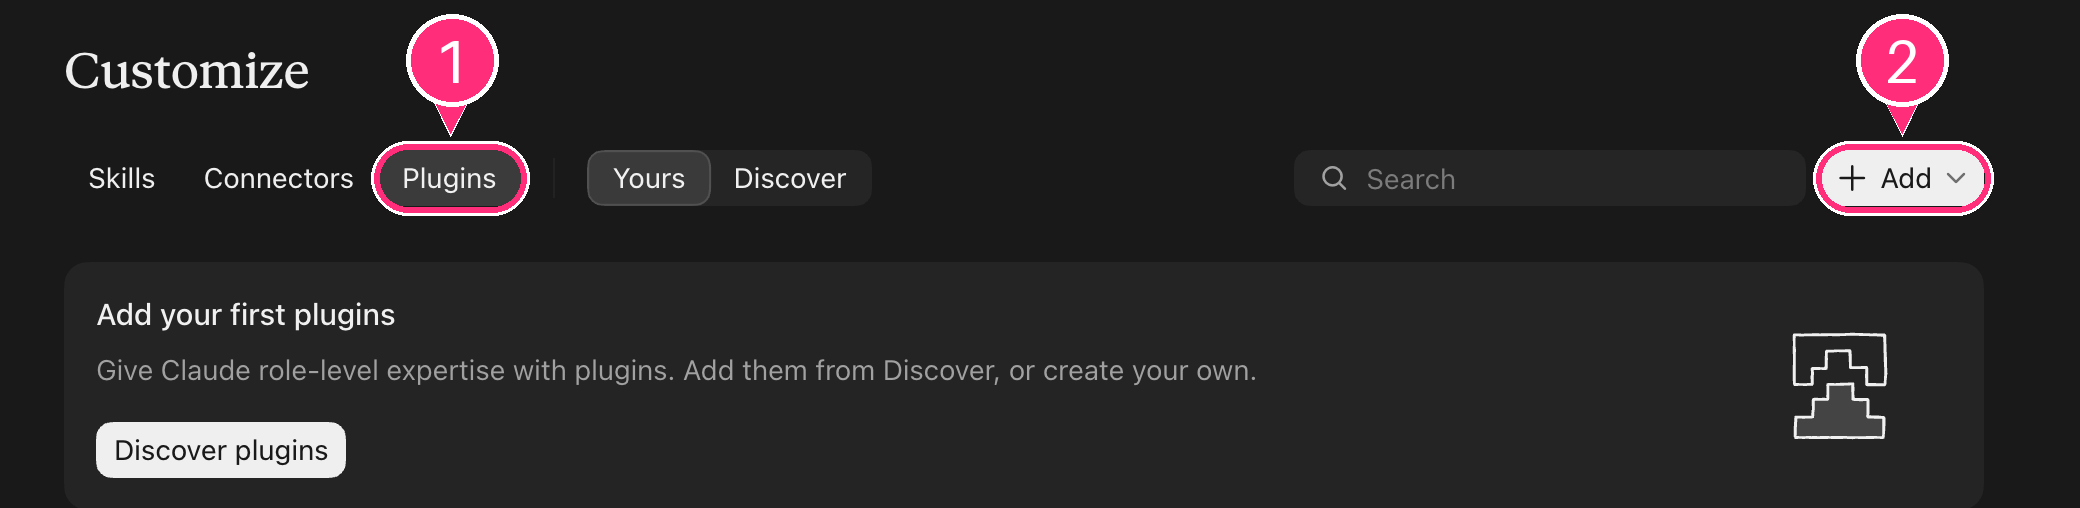 Customize
1
2
Skills
Connectors
Plugins
Yours
Discover
Search
+ Add
Add your first plugins
Give Claude role-level expertise with plugins. Add them from Discover, or create your own.
Discover plugins